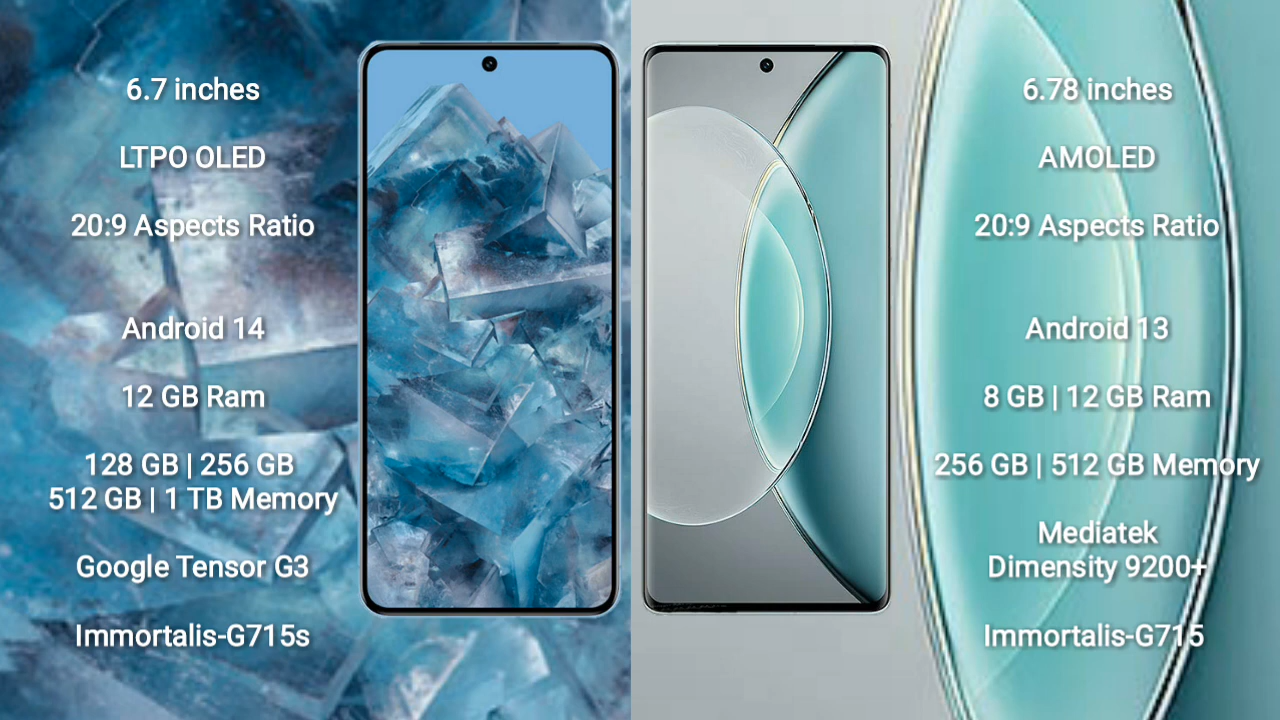 6.7 inches
LTPO OLED
20:9 Aspects Ratio
Android 14
12 GB Ram
128 GB | 256 GB
512 GB | 1 TB Memory
Google Tensor G3
Immortalis-G715s
6.78 inches
AMOLED
20:9 Aspects Ratio
Android 13
8 GB | 12 GB Ram
256 GB | 512 GB Memory
Mediatek
Dimensity 9200+
Immortalis-G715